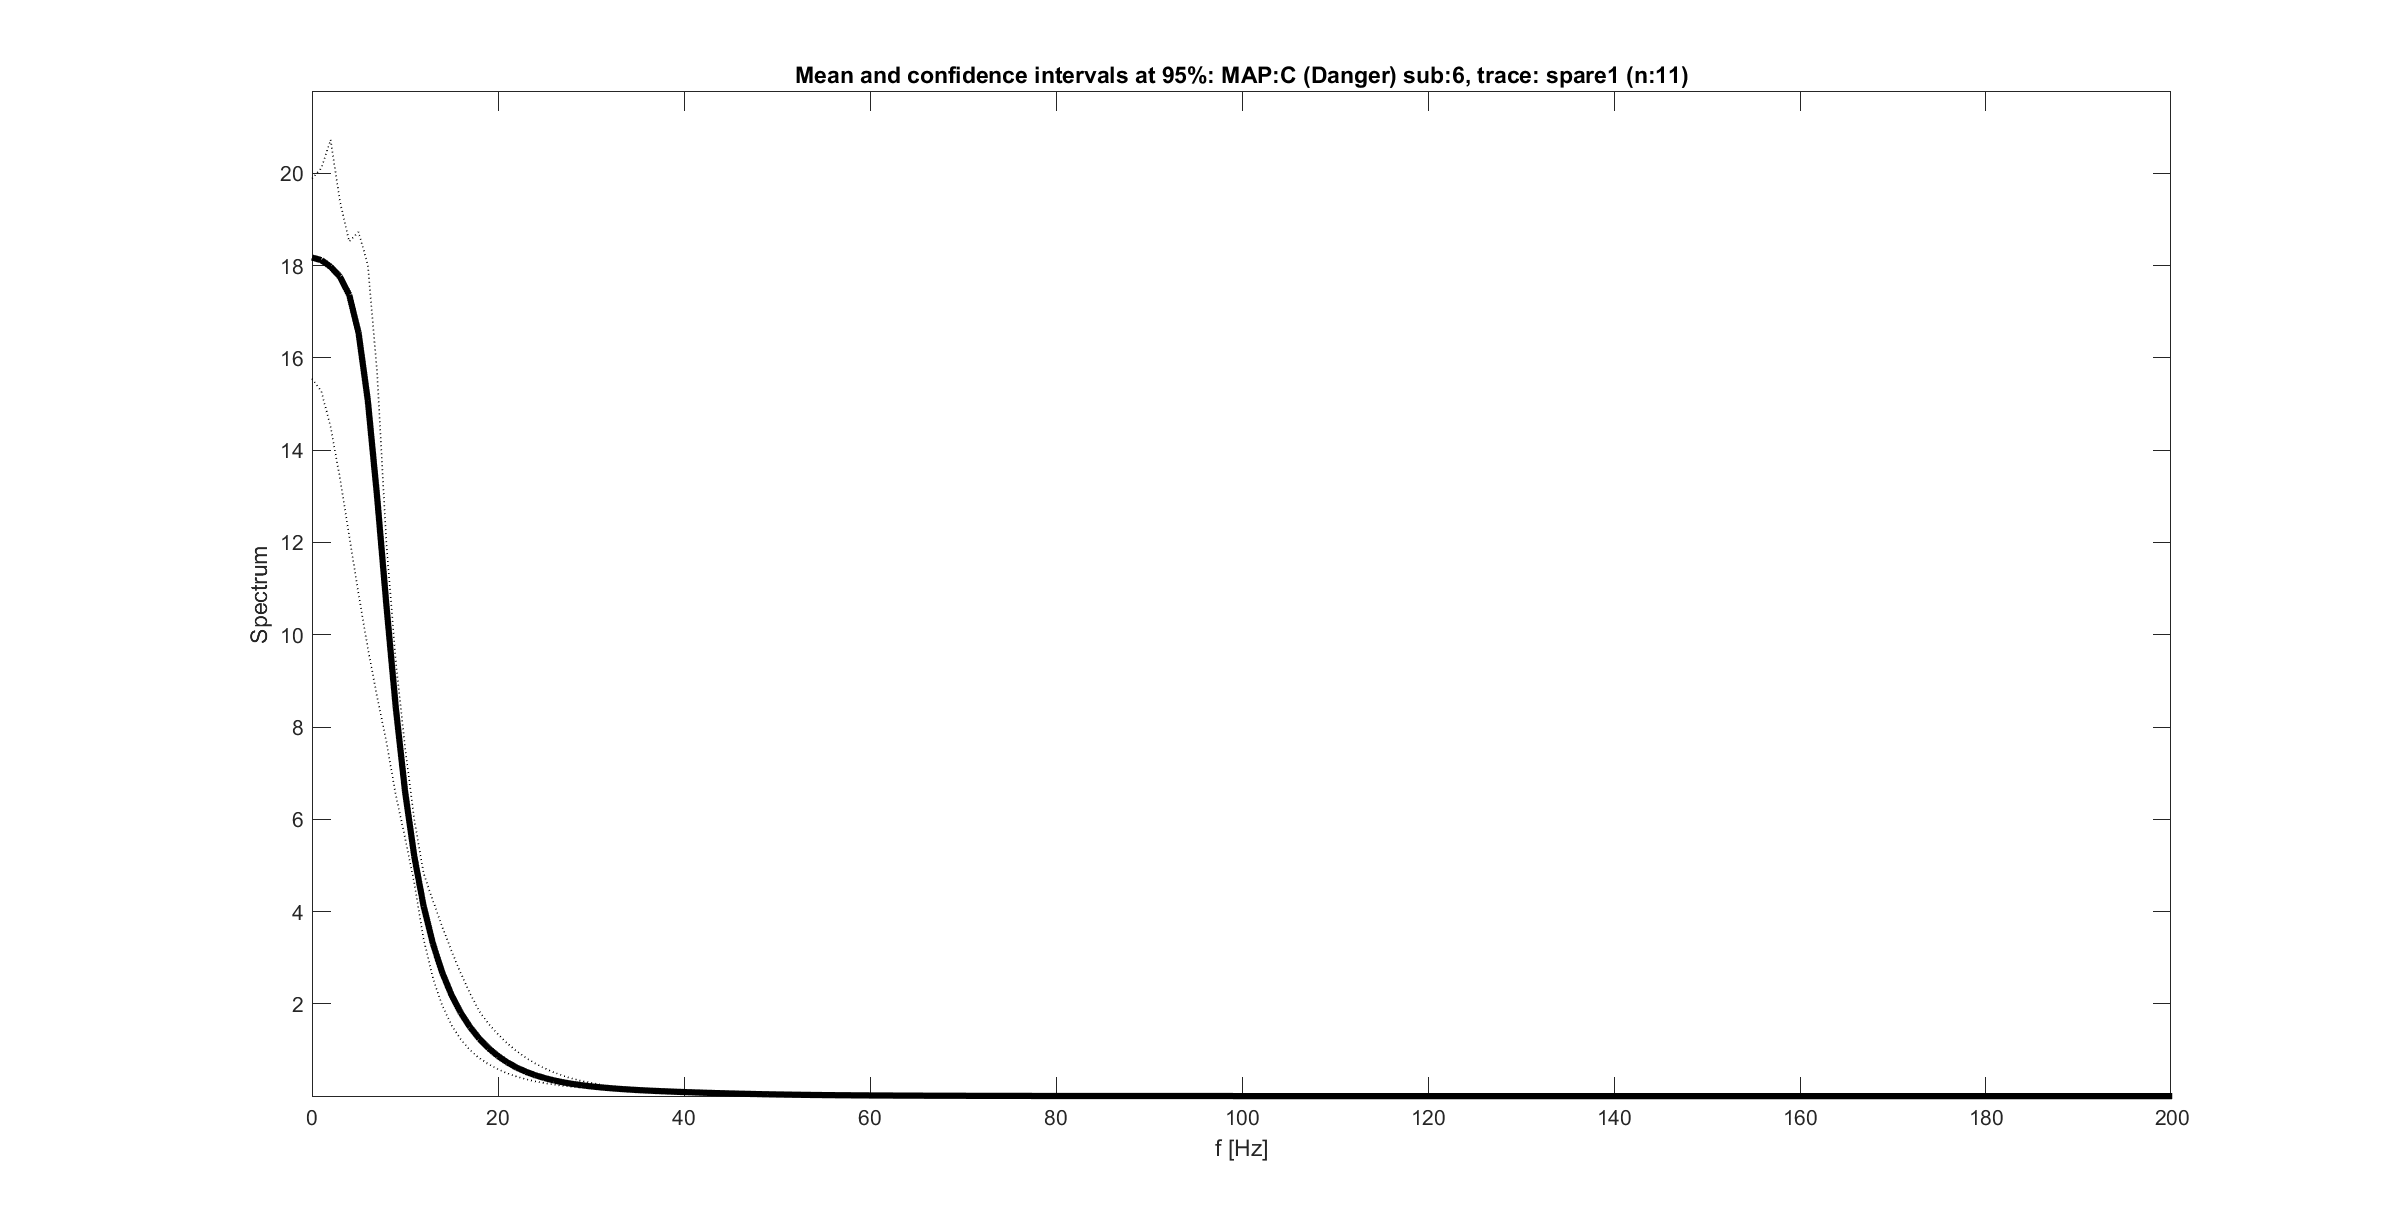 Mean and confidence intervals at 95%: MAP:C (Danger) sub:6, trace: spare1 (n:11)
20
18
16
14
12
10
8
6
4
2
Spectrum
0 20 40 60 80 100 120 140 160 180 200
f [Hz]